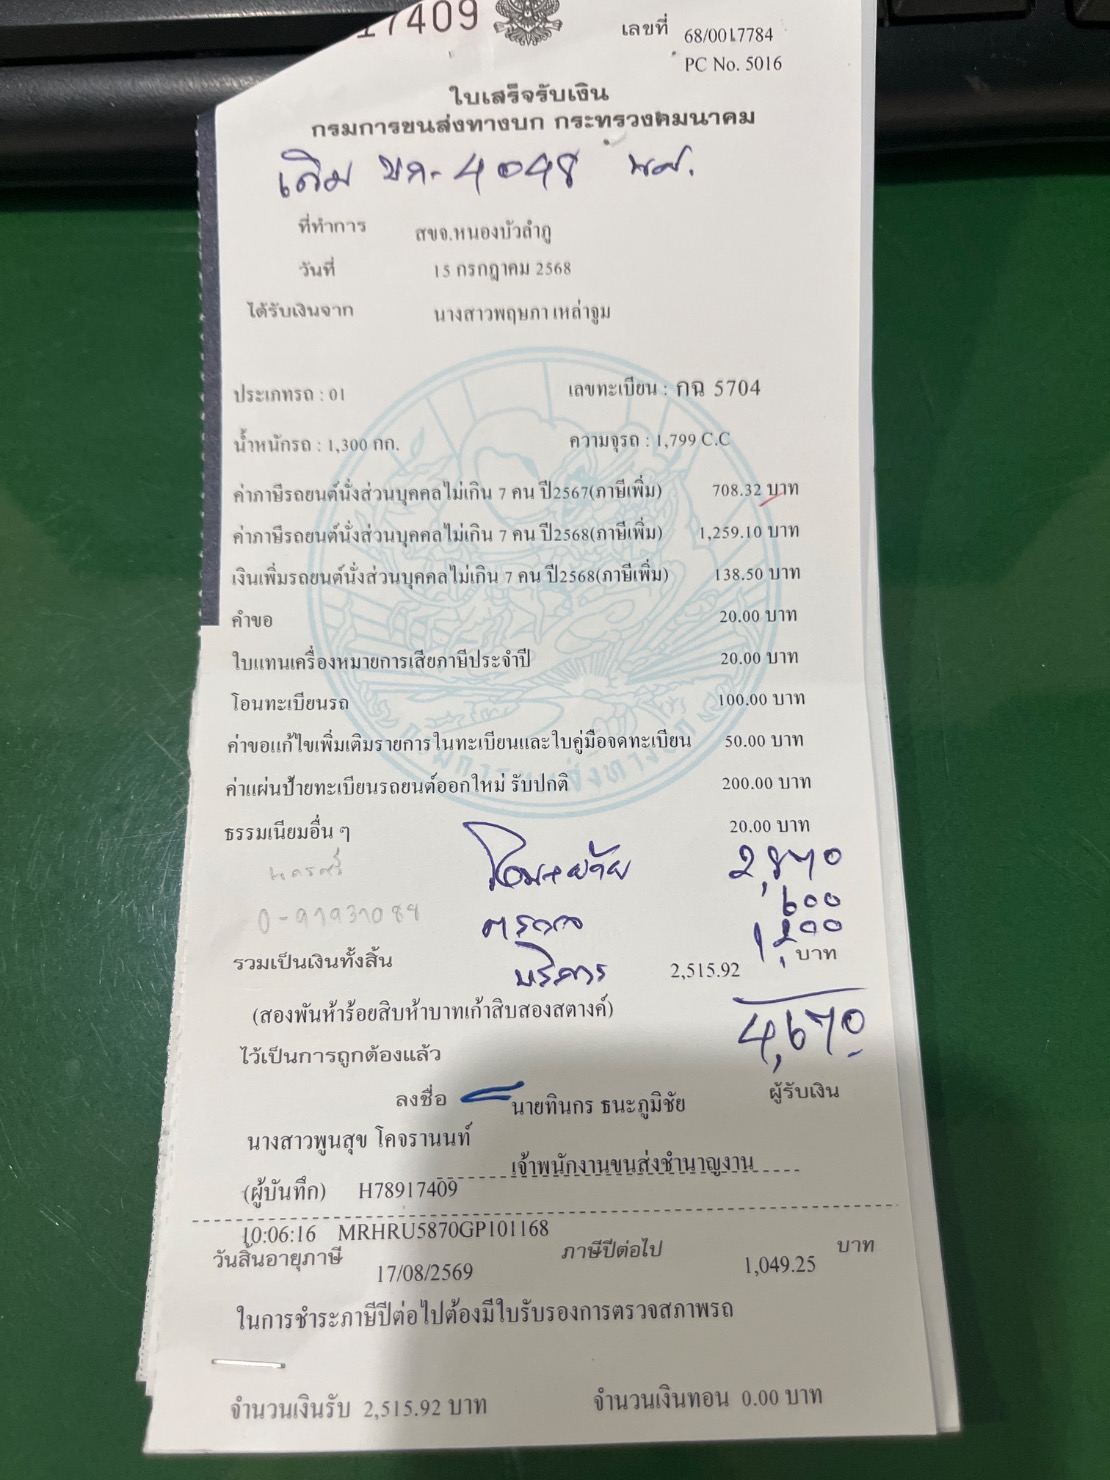 17409
เลขที่ 68/0017784
PC No. 5016
ใบเสร็จรับเงิน
กรมการขนส่งทางบก กระทรวงคมนาคม
เดิม ขก-4048 นศ.
ที่ทำการ สขจ.หนองบัวลำภู
วันที่ 15 กรกฎาคม 2568
ได้รับเงินจาก นางสาวพฤษภา เหล่าจูม
ประเภทรถ : 01 เลขทะเบียน : กฉ 5704
น้ำหนักรถ : 1,300 กก. ความจุรถ : 1,799 C.C
ค่าภาษีรถยนต์นั่งส่วนบุคคลไม่เกิน 7 คน ปี2567(ภาษีเพิ่ม) 708.32 บาท
ค่าภาษีรถยนต์นั่งส่วนบุคคลไม่เกิน 7 คน ปี2568(ภาษีเพิ่ม) 1,259.10 บาท
เงินเพิ่มรถยนต์นั่งส่วนบุคคลไม่เกิน 7 คน ปี2568(ภาษีเพิ่ม) 138.50 บาท
คำขอ 20.00 บาท
ใบแทนเครื่องหมายการเสียภาษีประจำปี 20.00 บาท
โอนทะเบียนรถ 100.00 บาท
ค่าขอแก้ไขเพิ่มเติมรายการในทะเบียนและใบคู่มือจดทะเบียน 50.00 บาท
ค่าแผ่นป้ายทะเบียนรถยนต์ออกใหม่ รับปกติ 200.00 บาท
ธรรมเนียมอื่น ๆ 20.00 บาท
โอน+ย้าย 2,870
ตรวจ 600
รวมเป็นเงินทั้งสิ้น 2,515.92 บาท
บริการ 1,200
(สองพันห้าร้อยสิบห้าบาทเก้าสิบสองสตางค์)
4,670
ไว้เป็นการถูกต้องแล้ว
ลงชื่อ นายทินกร ธนะภูมิชัย ผู้รับเงิน
นางสาวพูนสุข โคจรานนท์
เจ้าพนักงานขนส่งชำนาญงาน
(ผู้บันทึก) H78917409
10:06:16 MRHRU5870GP101168
วันสิ้นอายุภาษี 17/08/2569 ภาษีปีต่อไป 1,049.25 บาท
ในการชำระภาษีปีต่อไปต้องมีใบรับรองการตรวจสภาพรถ
จำนวนเงินรับ 2,515.92 บาท จำนวนเงินทอน 0.00 บาท